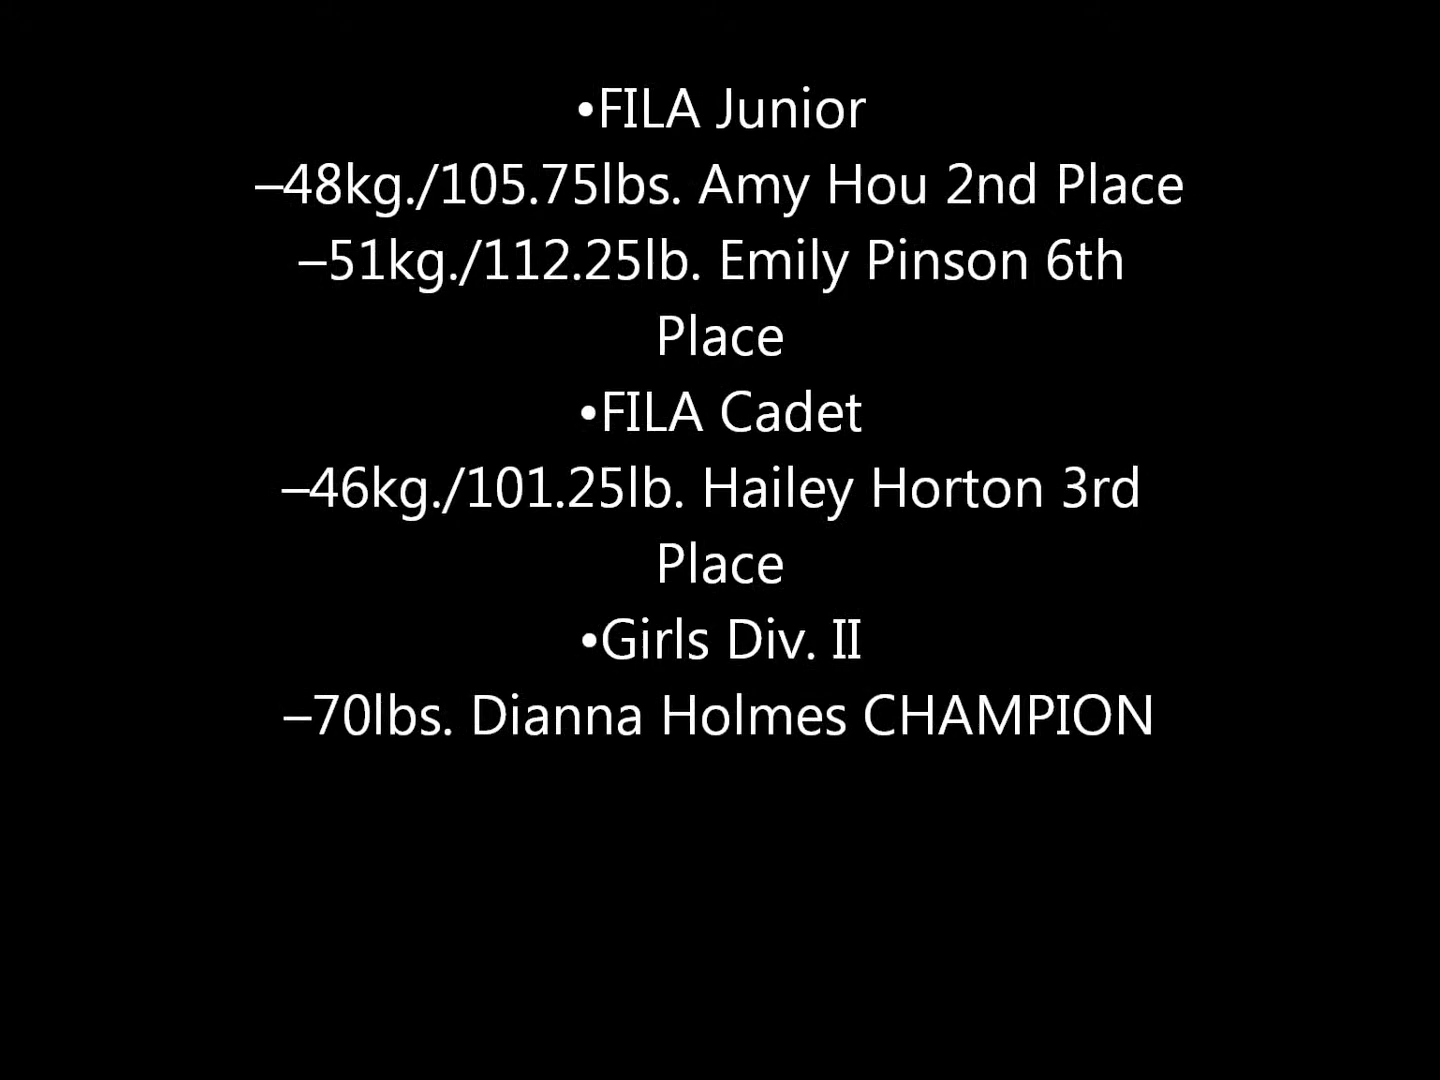 •FILA Junior
–48kg./105.75lbs. Amy Hou 2nd Place
–51kg./112.25lb. Emily Pinson 6th
Place
•FILA Cadet
–46kg./101.25lb. Hailey Horton 3rd
Place
•Girls Div. II
–70lbs. Dianna Holmes CHAMPION